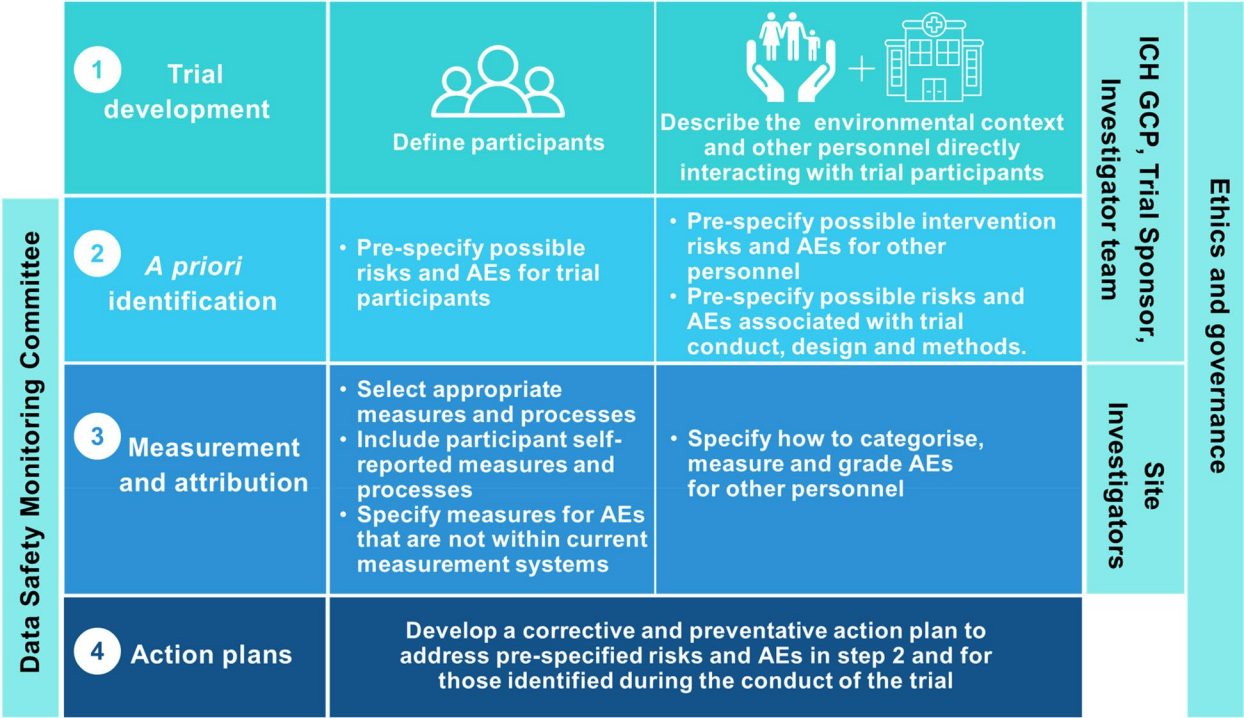 1
Trial
development
Define participants
Describe the environmental context
and other personnel directly
interacting with trial participants
2
A priori
identification
• Pre-specify possible
risks and AEs for trial
participants
• Pre-specify possible intervention
risks and AEs for other
personnel
• Pre-specify possible risks and
AEs associated with trial
conduct, design and methods.
3
Measurement
and attribution
• Select appropriate
measures and processes
• Include participant self-
reported measures and
processes
• Specify measures for AEs
that are not within current
measurement systems
• Specify how to categorise,
measure and grade AEs
for other personnel
4
Action plans
Develop a corrective and preventative action plan to
address pre-specified risks and AEs in step 2 and for
those identified during the conduct of the trial
Data Safety Monitoring Committee
ICH GCP, Trial Sponsor,
Investigator team
Site
Investigators
Ethics and governance